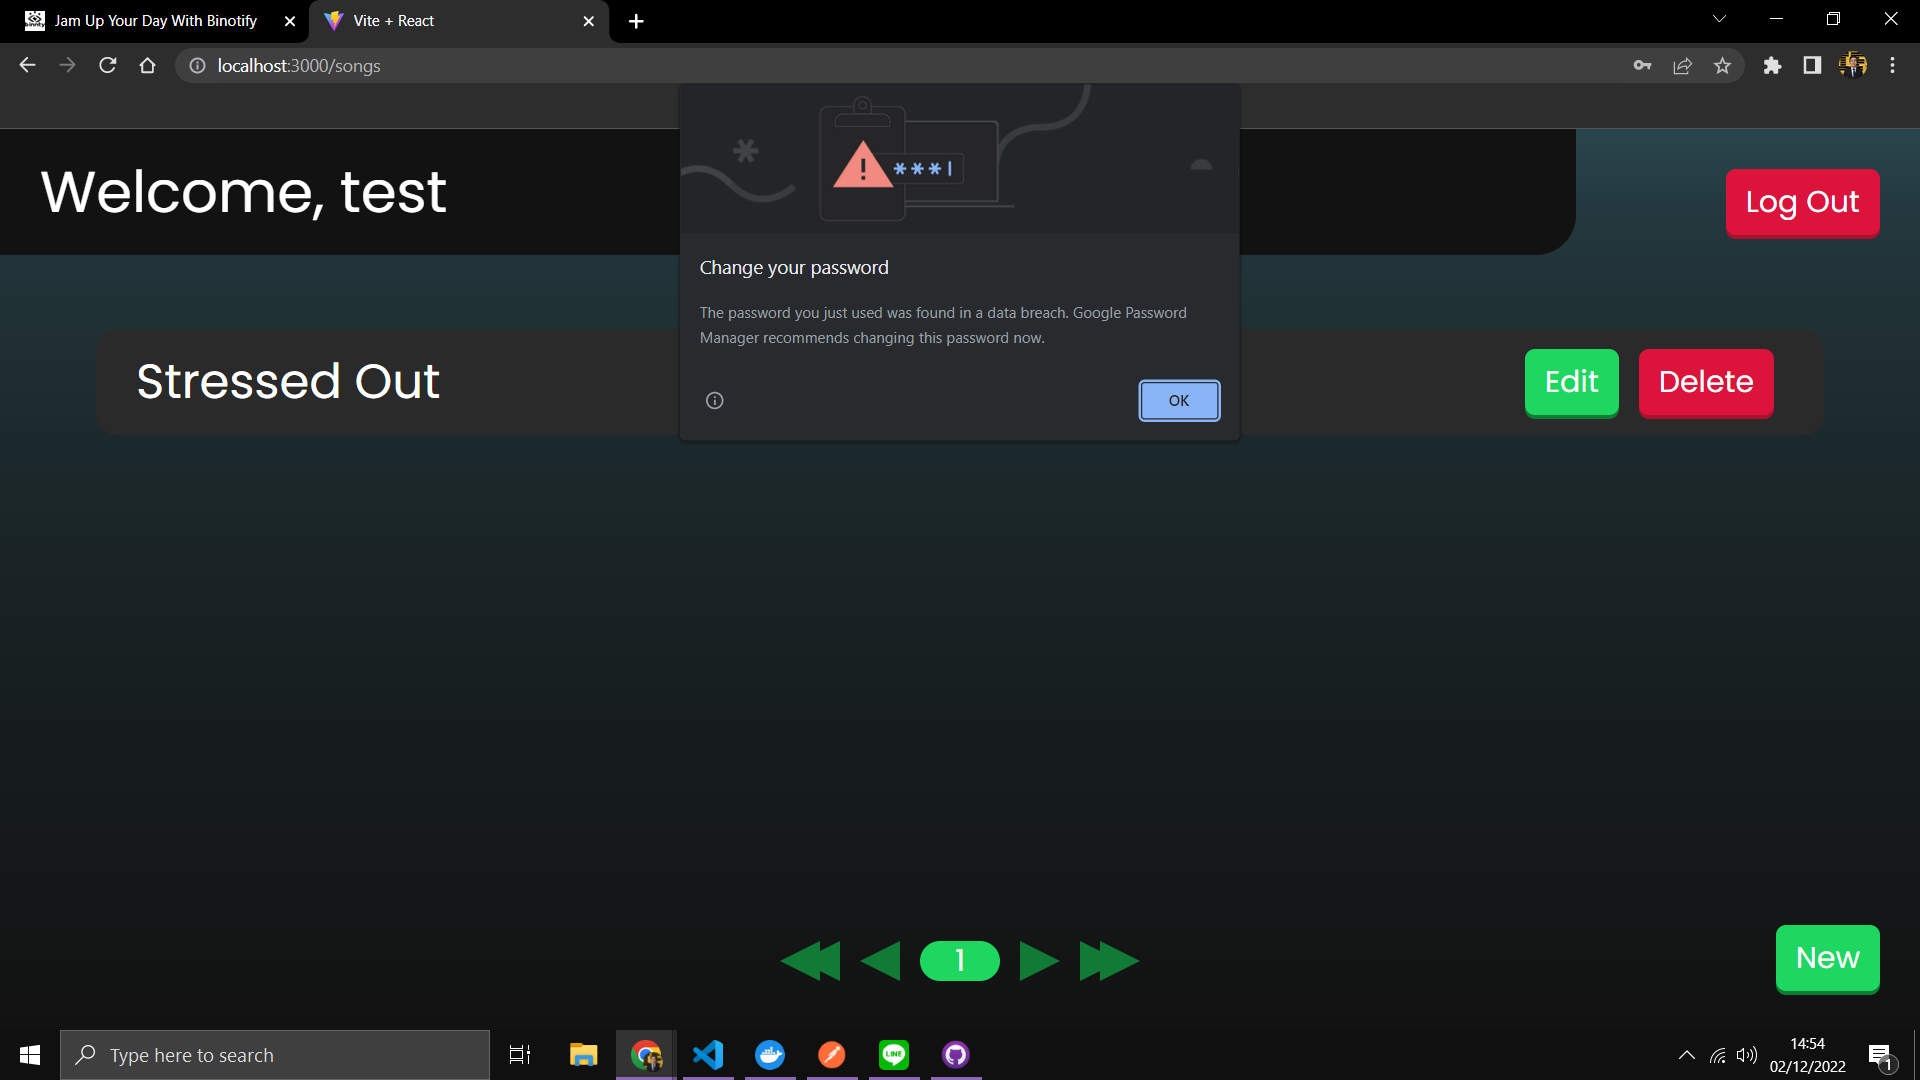 Jam Up Your Day With Binotify
Vite + React
localhost:3000/songs
Welcome, test
Log Out
***
Change your password
The password you just used was found in a data breach. Google Password
Manager recommends changing this password now.
OK
Stressed Out
Edit
Delete
1
New
Type here to search
LINE
14:54
02/12/2022
1